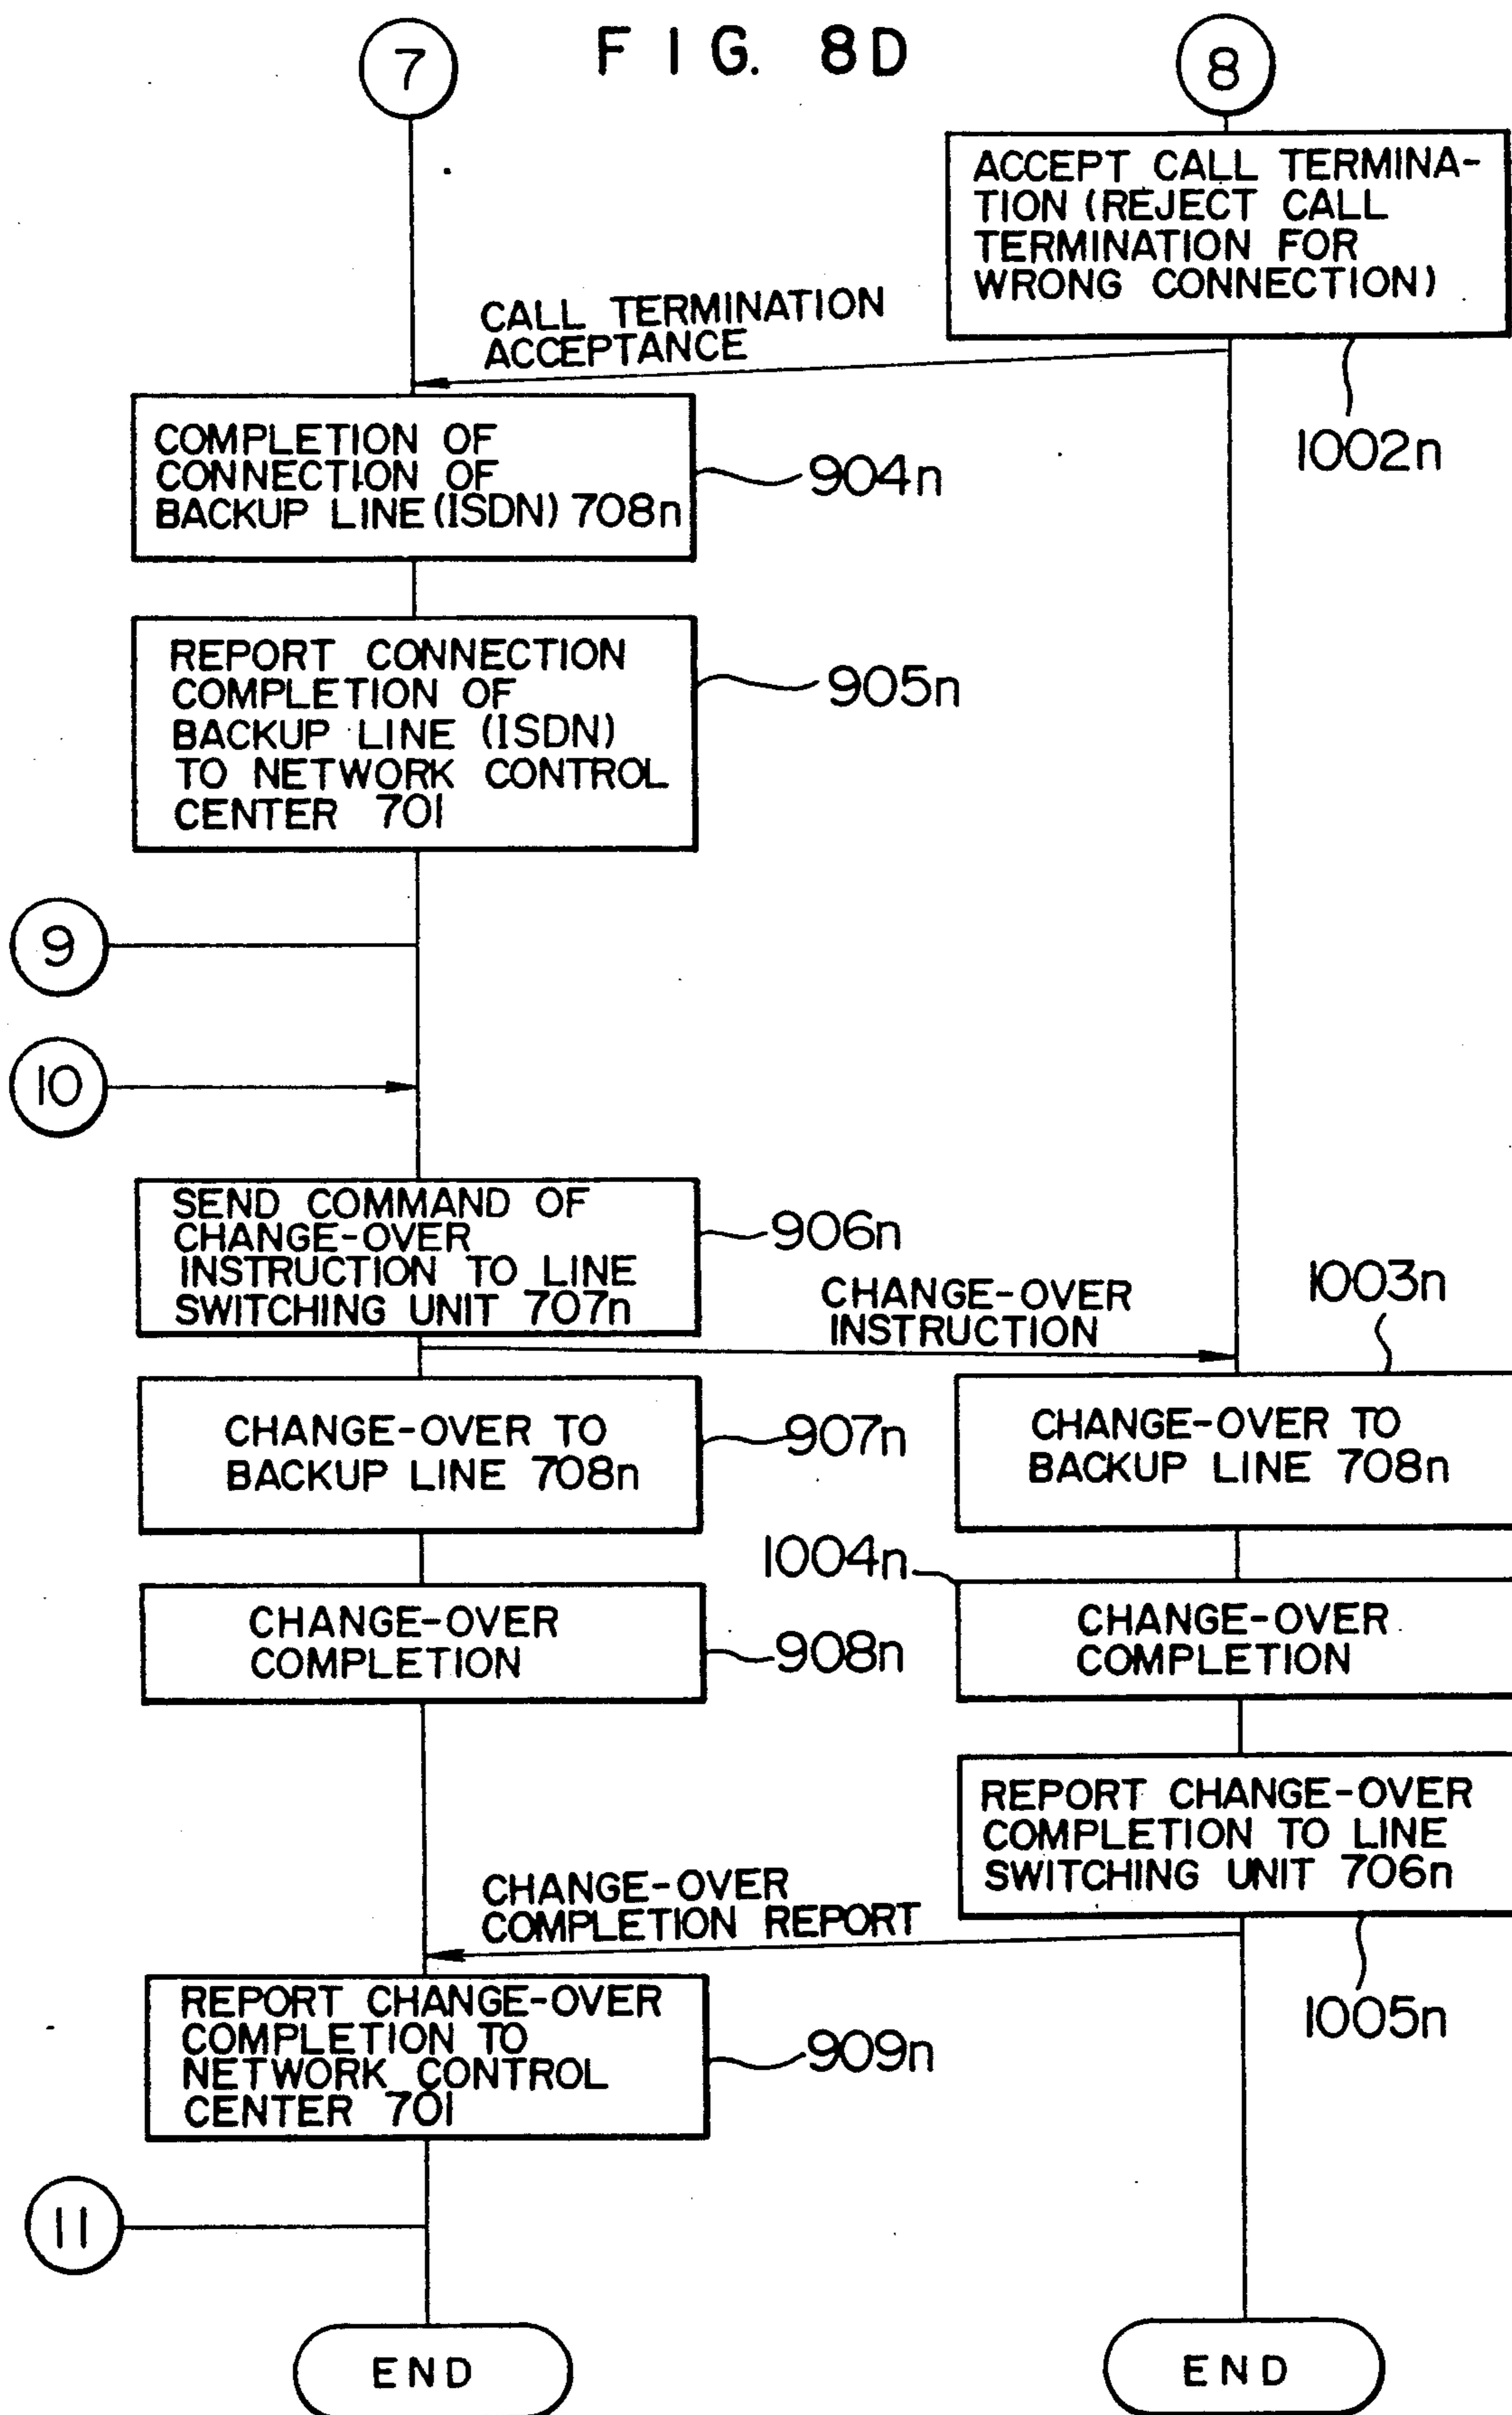 FIG. 8D
7
8
ACCEPT CALL TERMINA-
TION (REJECT CALL
TERMINATION FOR
WRONG CONNECTION)
1002n
CALL TERMINATION
ACCEPTANCE
COMPLETION OF
CONNECTION OF
BACKUP LINE (ISDN) 708n
904n
REPORT CONNECTION
COMPLETION OF
BACKUP LINE (ISDN)
TO NETWORK CONTROL
CENTER 701
905n
9
10
SEND COMMAND OF
CHANGE-OVER
INSTRUCTION TO LINE
SWITCHING UNIT 707n
906n
CHANGE-OVER
INSTRUCTION
1003n
CHANGE-OVER TO
BACKUP LINE 708n
907n
CHANGE-OVER TO
BACKUP LINE 708n
1004n
CHANGE-OVER
COMPLETION
908n
CHANGE-OVER
COMPLETION
REPORT CHANGE-OVER
COMPLETION TO LINE
SWITCHING UNIT 706n
1005n
CHANGE-OVER
COMPLETION REPORT
REPORT CHANGE-OVER
COMPLETION TO
NETWORK CONTROL
CENTER 701
909n
11
END
END